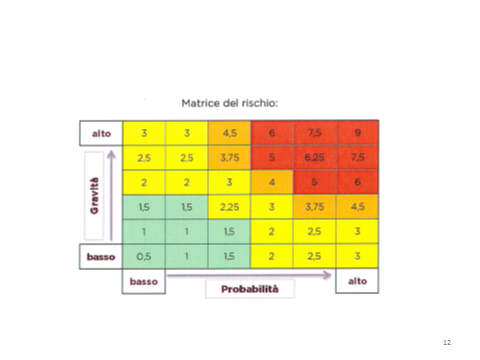 Matrice del rischio:
alto 3 3 4,5 6 7,5 9
2,5 2,5 3,75 5 6,25 7,5
2 2 3 4 5 6
Gravità
1,5 1,5 2,25 3 3,75 4,5
1 1 1,5 2 2,5 3
basso 0,5 1 1,5 2 2,5 3
basso Probabilità alto
12